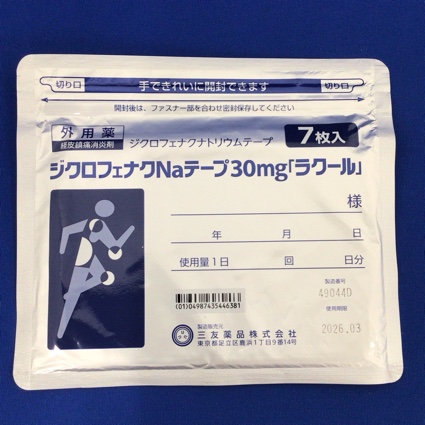 切り口 手できれいに開封できます 切り口
開封後は、ファスナー部を合わせ密封保存してください
外用薬 ジクロフェナクナトリウムテープ 7枚入
経皮鎮痛消炎剤
ジクロフェナクNaテープ30mg「ラクール」
様
年 月 日
使用量1日 回 日分
製造番号
49044D
使用期限
2026.03
(01)04987435446381
製造販売元
三友薬品株式会社
東京都足立区鹿浜1丁目9番14号